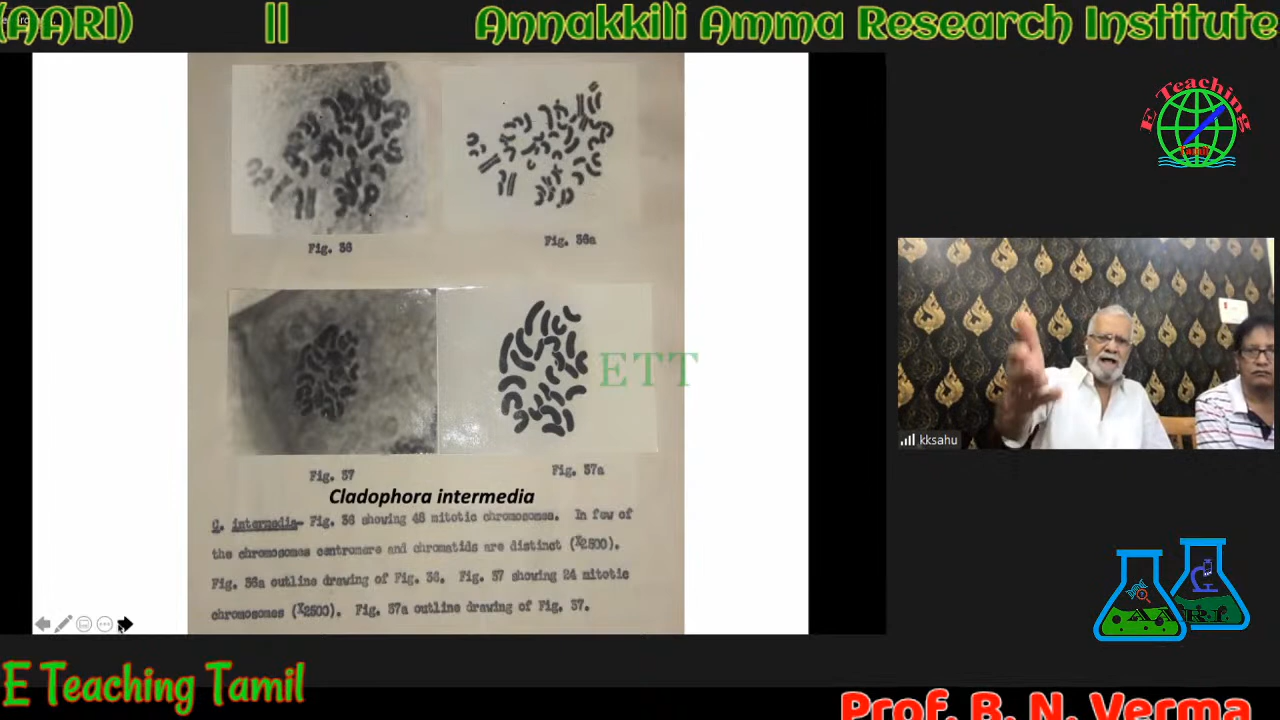 (AARI) || Annakkili Amma Research Institute
E Teaching
Tamil
Fig. 36
Fig. 36a
ETT
Fig. 37
Fig. 37a
Cladophora intermedia
C. intermedia- Fig. 36 showing 48 mitotic chromosomes. In few of
the chromosomes centromere and chromatids are distinct (X2500).
Fig. 36a outline drawing of Fig. 36. Fig. 37 showing 24 mitotic
chromosomes (X2500). Fig. 37a outline drawing of Fig. 37.
kksahu
AARI
E Teaching Tamil
Prof. B. N. Verma